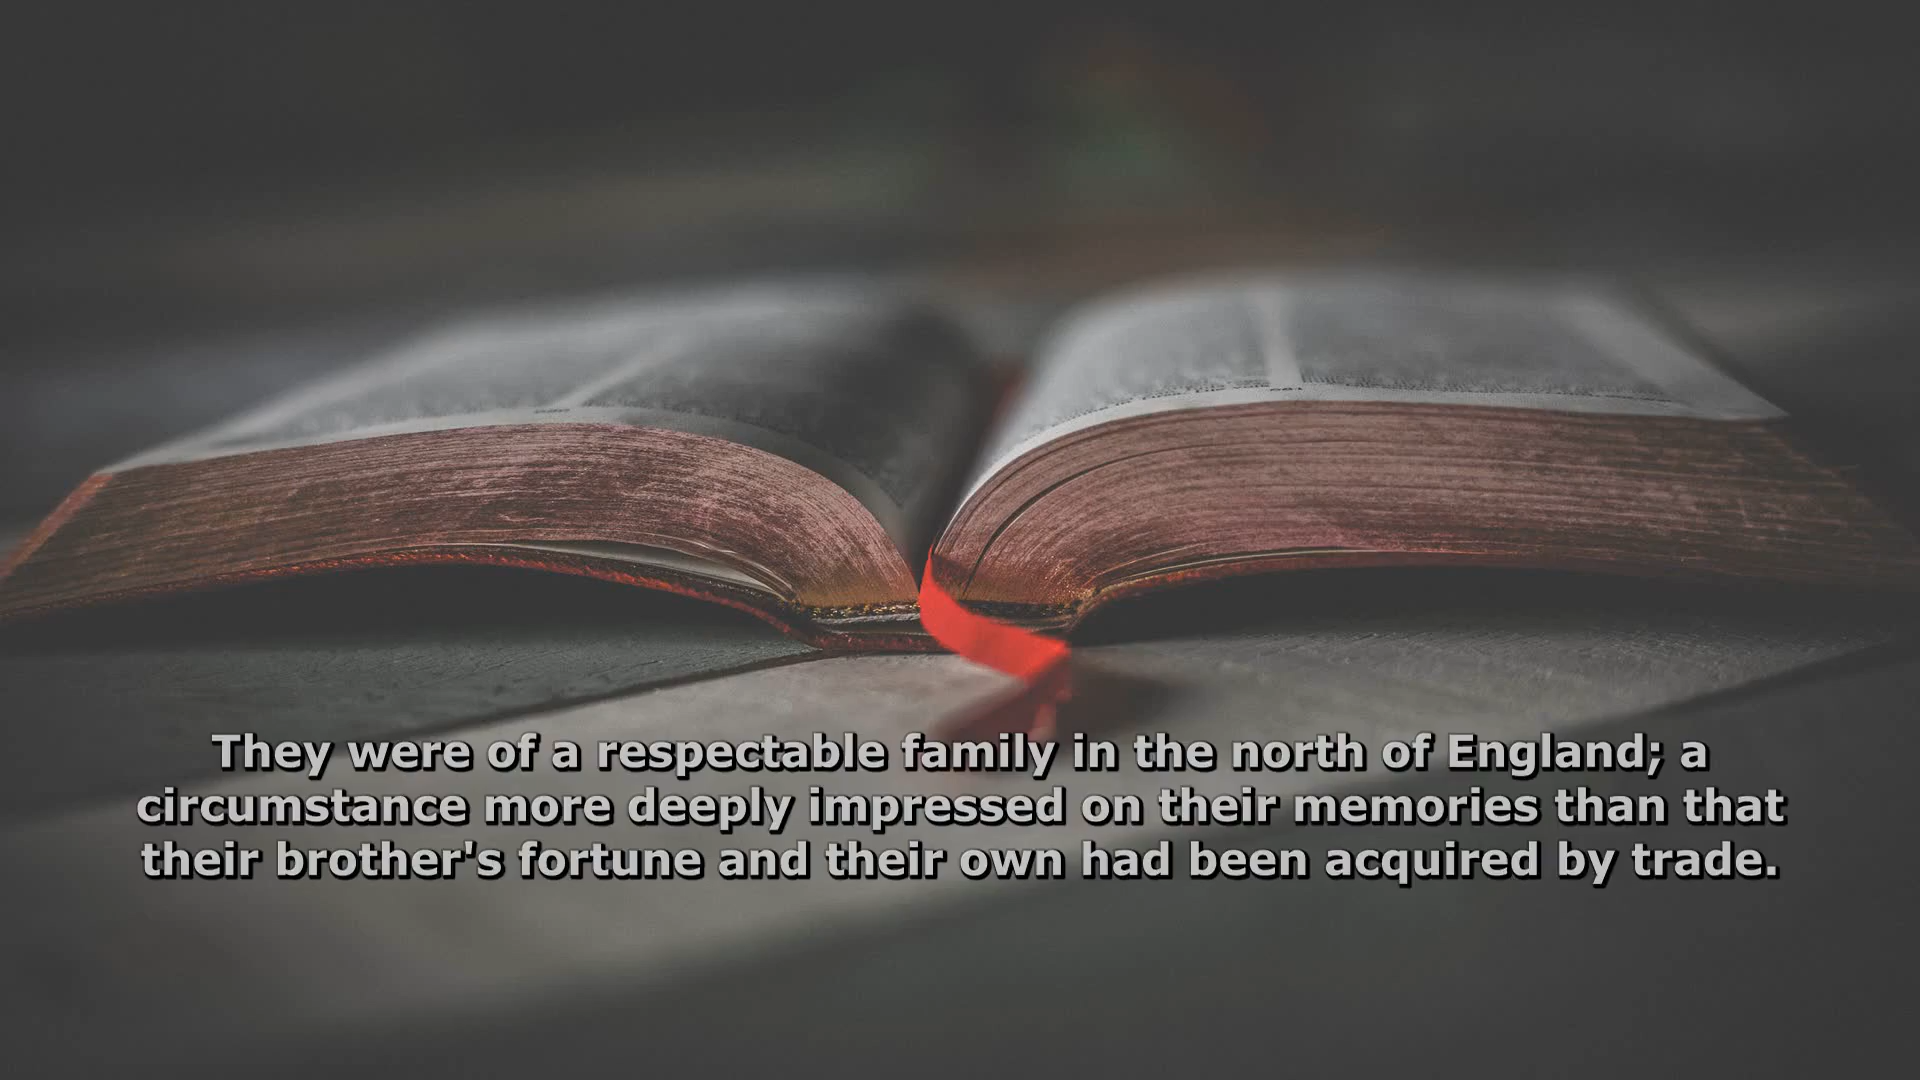 They were of a respectable family in the north of England; a
circumstance more deeply impressed on their memories than that
their brother's fortune and their own had been acquired by trade.